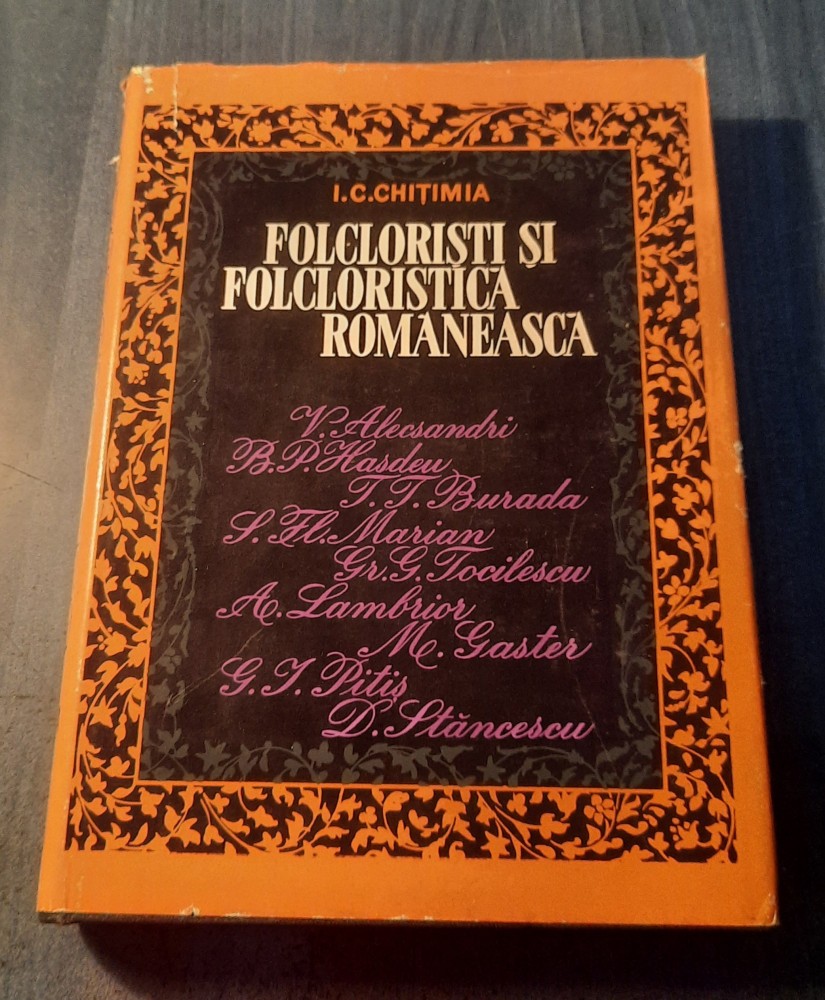 I.C.CHIȚIMIA
FOLCLORIȘTI ȘI
FOLCLORISTICA
ROMÂNEASCĂ
V. Alecsandri
B. P. Hasdeu
T. T. Burada
S. Fl. Marian
Gr. G. Tocilescu
A. Lambrior
M. Gaster
G. I. Pitiș
D. Stăncescu